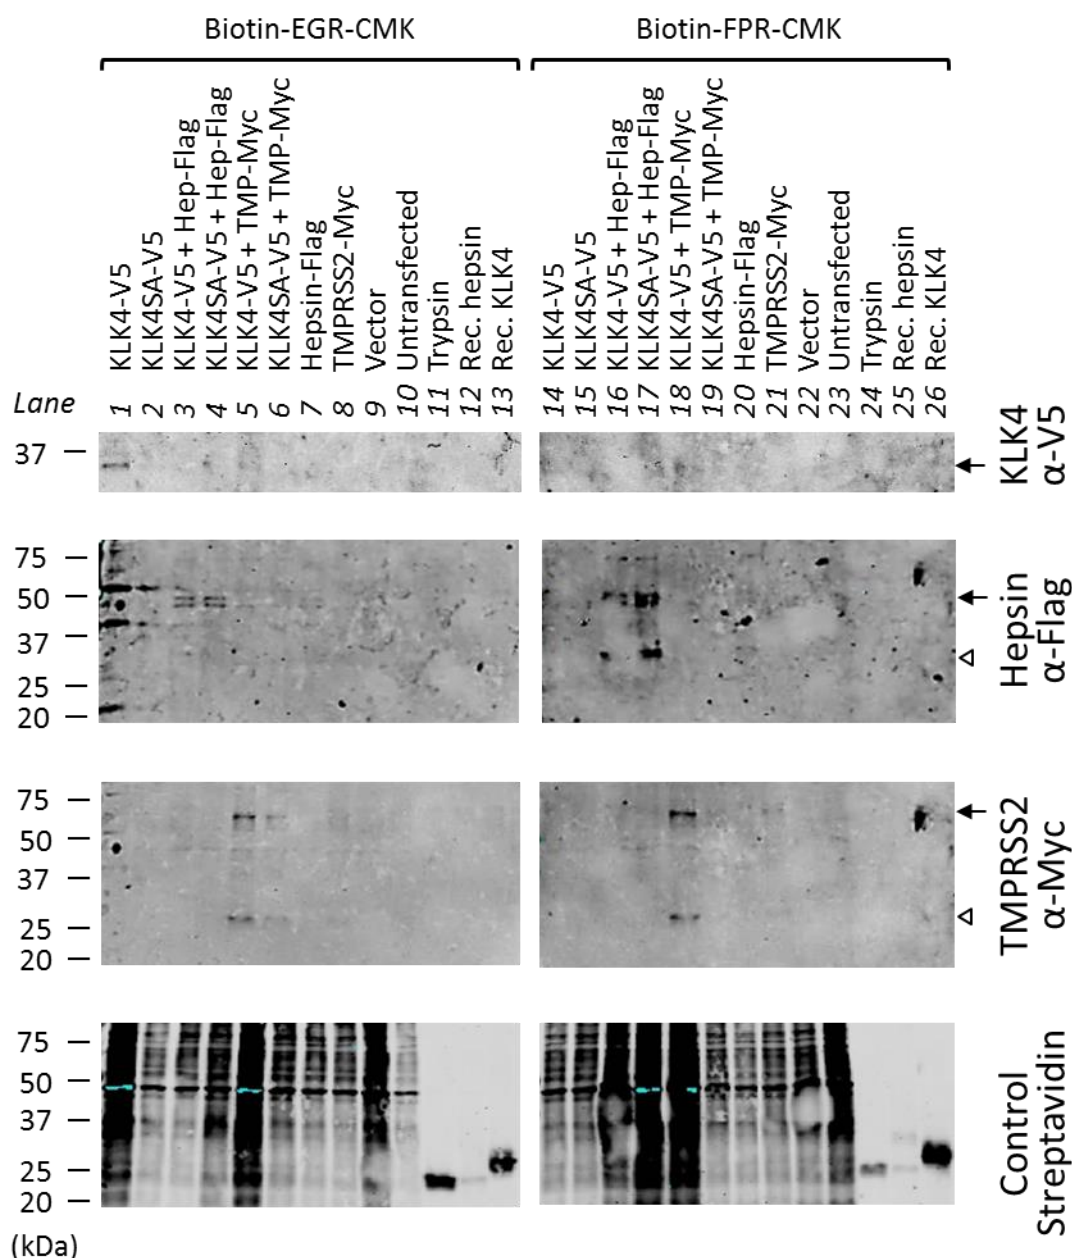 Biotin-EGR-CMK
Biotin-FPR-CMK
Lane
1 KLK4-V5
2 KLK4SA-V5
3 KLK4-V5 + Hep-Flag
4 KLK4SA-V5 + Hep-Flag
5 KLK4-V5 + TMP-Myc
6 KLK4SA-V5 + TMP-Myc
7 Hepsin-Flag
8 TMPRSS2-Myc
9 Vector
10 Untransfected
11 Trypsin
12 Rec. hepsin
13 Rec. KLK4
14 KLK4-V5
15 KLK4SA-V5
16 KLK4-V5 + Hep-Flag
17 KLK4SA-V5 + Hep-Flag
18 KLK4-V5 + TMP-Myc
19 KLK4SA-V5 + TMP-Myc
20 Hepsin-Flag
21 TMPRSS2-Myc
22 Vector
23 Untransfected
24 Trypsin
25 Rec. hepsin
26 Rec. KLK4
37
KLK4
α-V5
75
50
37
25
20
Hepsin
α-Flag
75
50
37
25
20
TMPRSS2
α-Myc
75
50
37
25
20
Control
Streptavidin
(kDa)